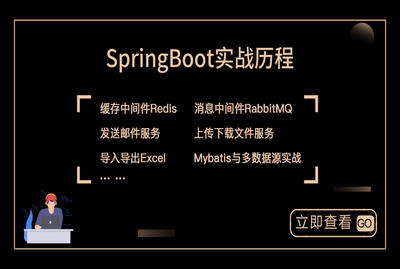 SpringBoot实战历程
缓存中间件Redis 消息中间件RabbitMQ
发送邮件服务 上传下载文件服务
导入导出Excel Mybatis与多数据源实战
... ...
立即查看 GO